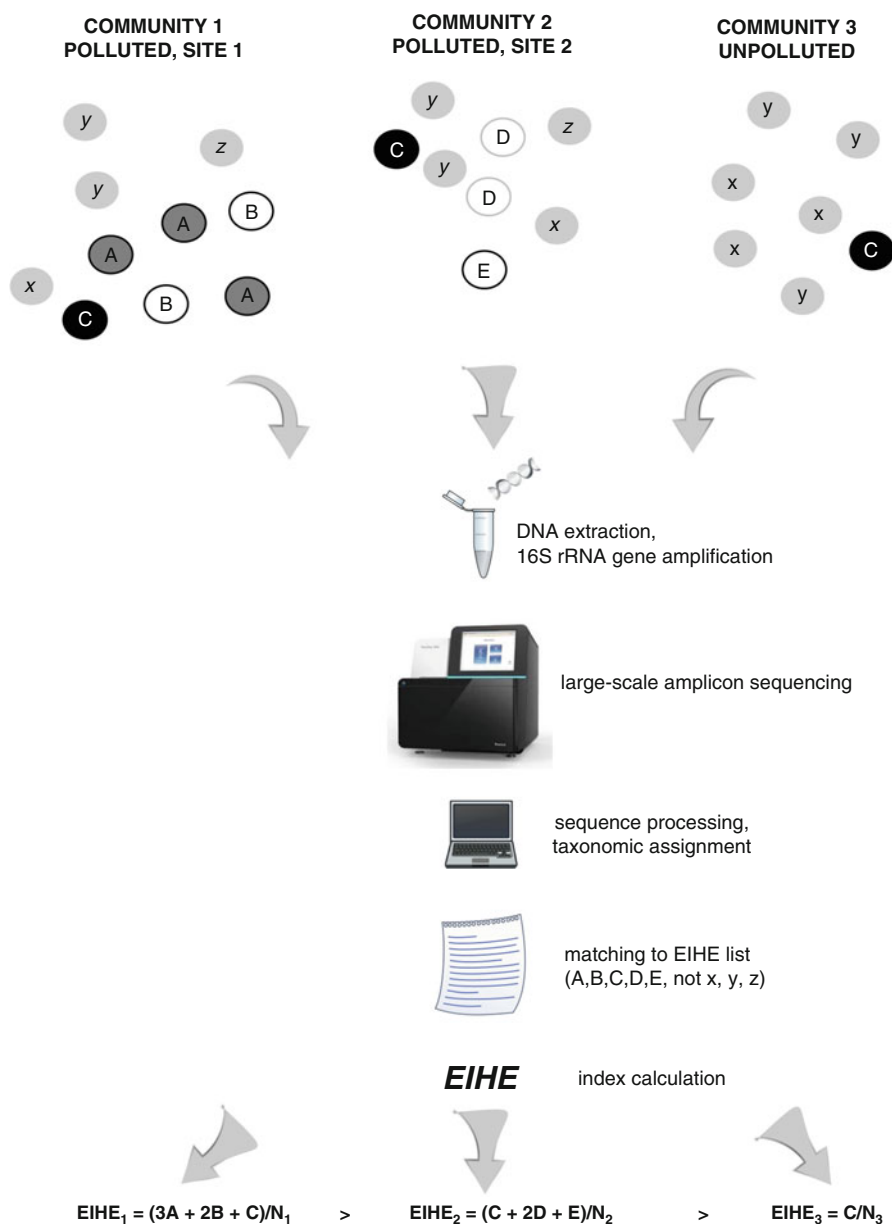 COMMUNITY 1
POLLUTED, SITE 1
COMMUNITY 2
POLLUTED, SITE 2
COMMUNITY 3
UNPOLLUTED
y
z
y
A
B
A
x
C
B
A
y
C
D
z
y
D
x
E
y
y
x
x
x
C
y
DNA extraction,
16S rRNA gene amplification
large-scale amplicon sequencing
sequence processing,
taxonomic assignment
matching to EIHE list
(A,B,C,D,E, not x, y, z)
EIHE
index calculation
EIHE₁ = (3A + 2B + C)/N₁ > EIHE₂ = (C + 2D + E)/N₂ > EIHE₃ = C/N₃